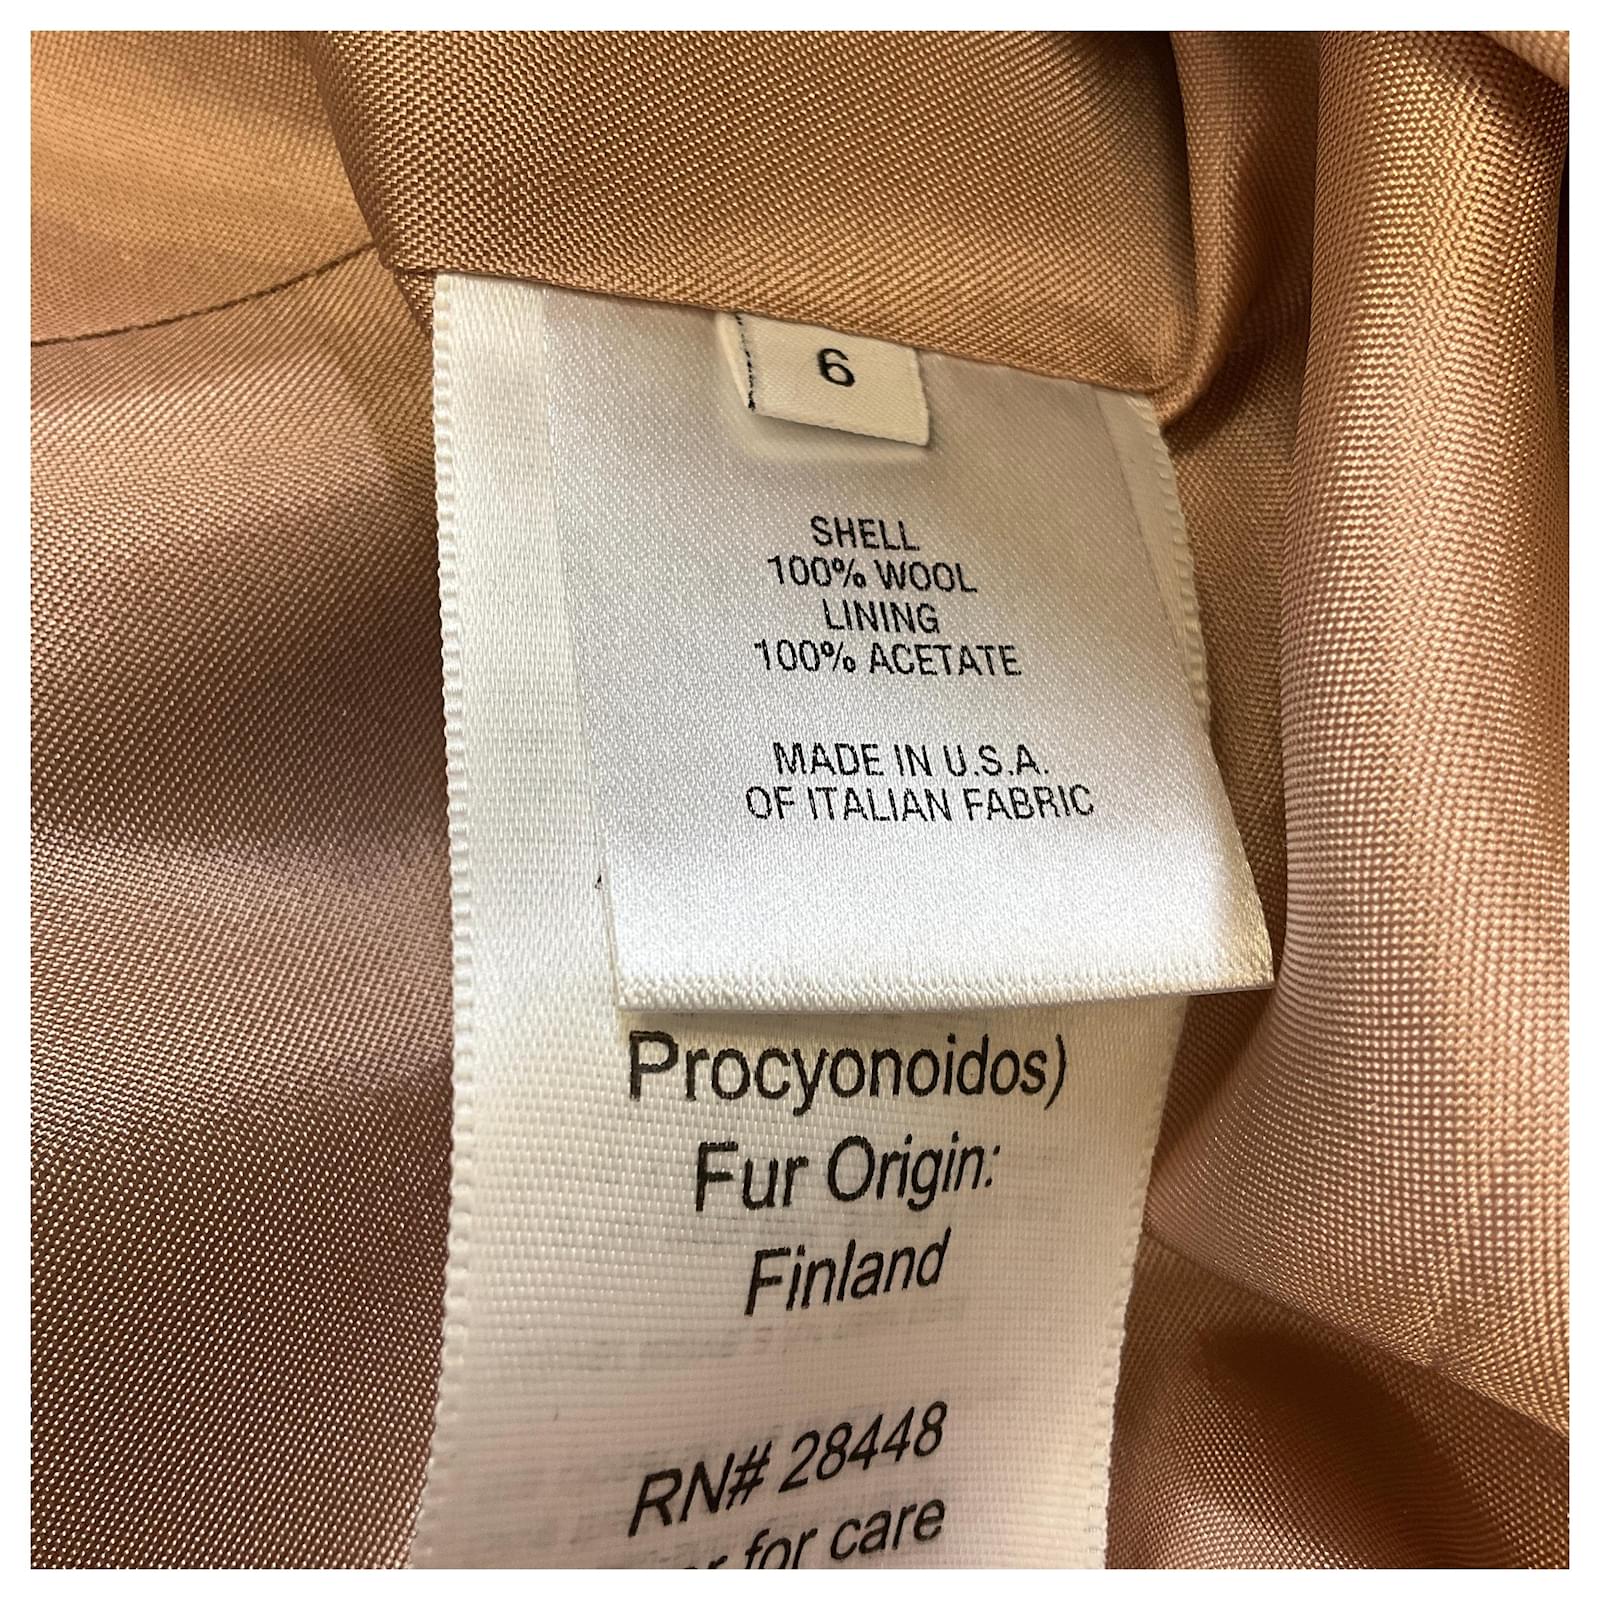 6
SHELL
100% WOOL
LINING
100% ACETATE
MADE IN U.S.A.
OF ITALIAN FABRIC
Procyonoidos)
Fur Origin:
Finland
RN# 28448
for care